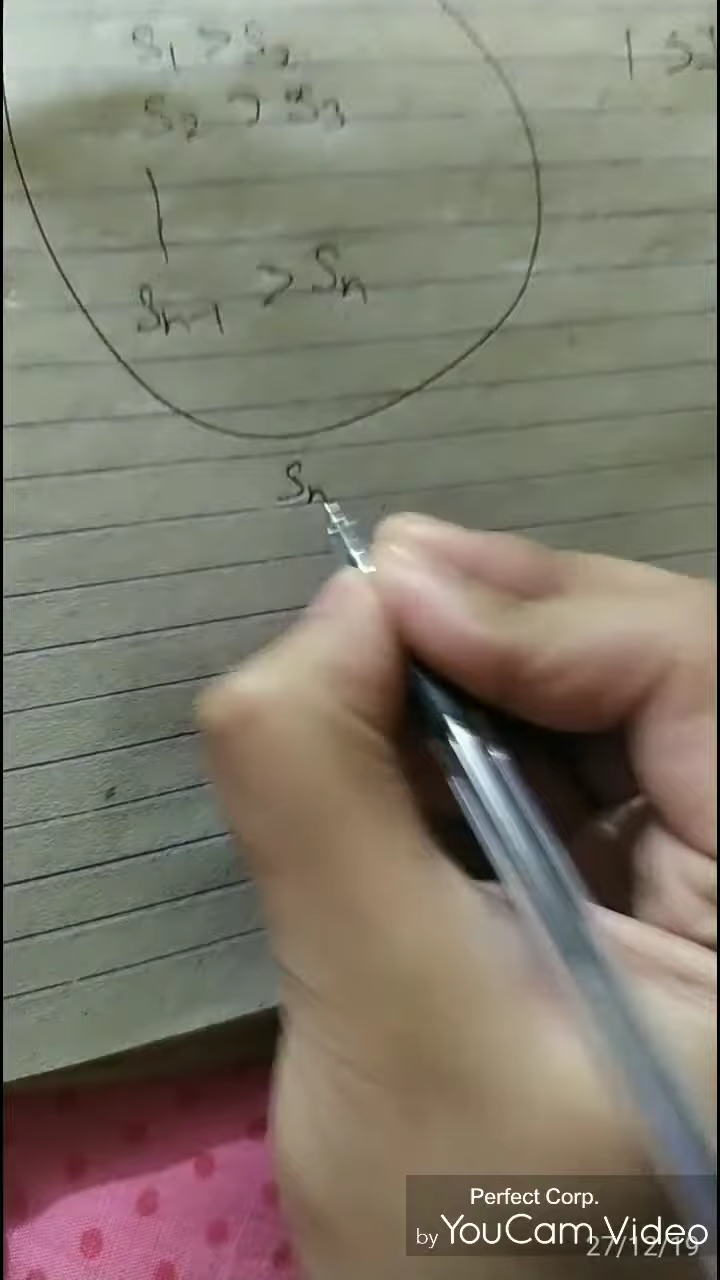 S₁ > S₂
S₂ > S₃
|
Sₙ₋₁ > Sₙ
Sₙ
Perfect Corp.
by YouCam Video
27/12/19